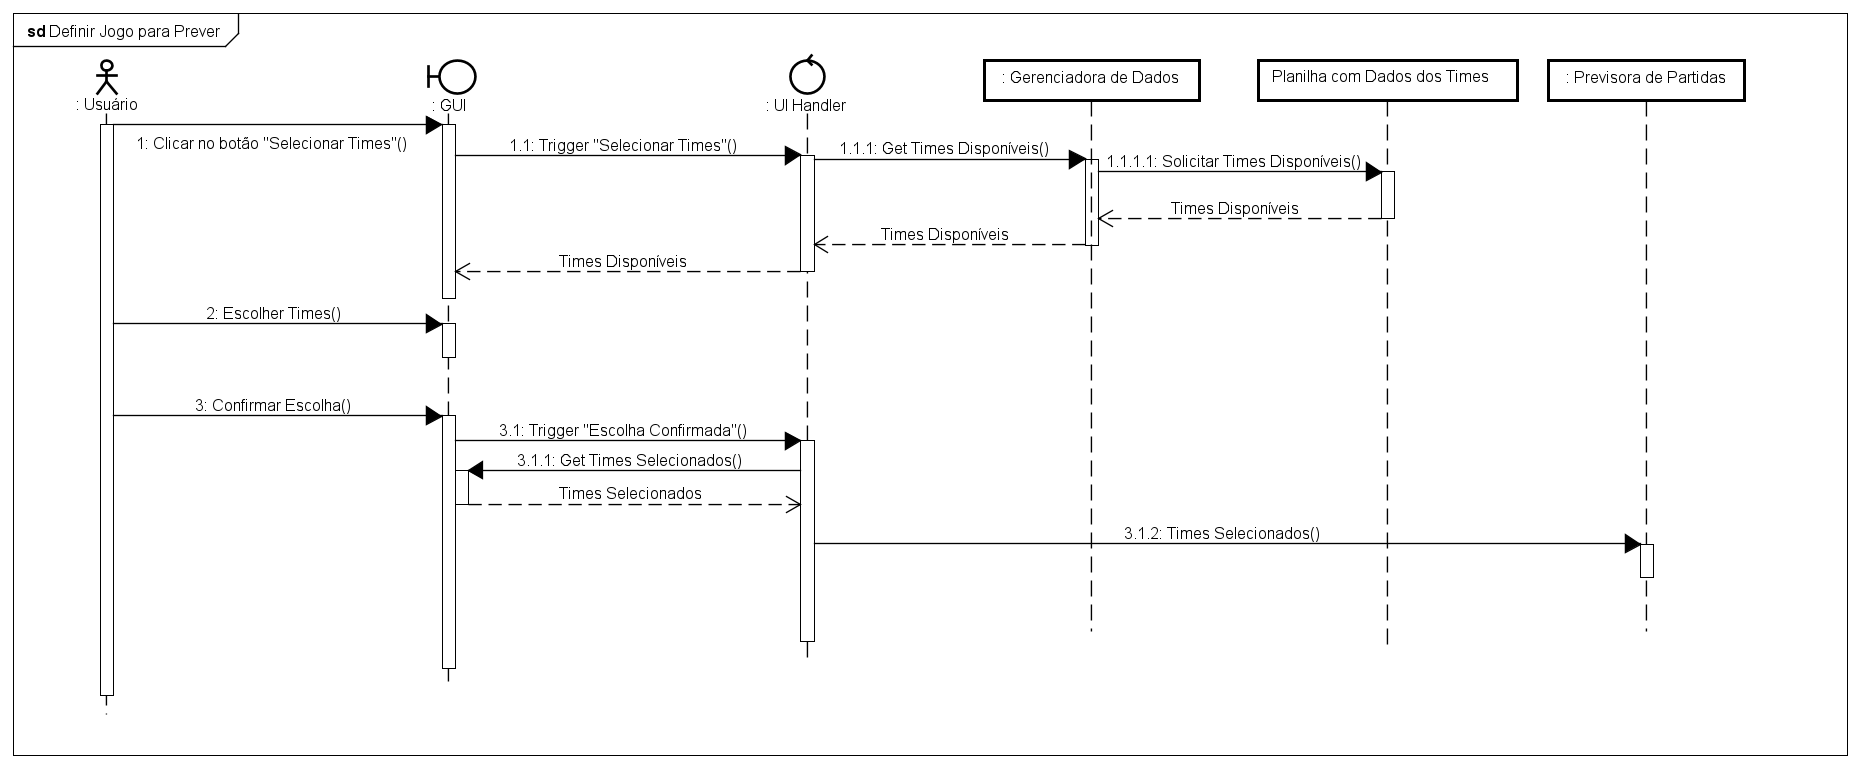 sd Definir Jogo para Prever
: Usuário
: GUI
: UI Handler
: Gerenciadora de Dados
Planilha com Dados dos Times
: Previsora de Partidas
1: Clicar no botão "Selecionar Times"()
1.1: Trigger "Selecionar Times"()
1.1.1: Get Times Disponíveis()
1.1.1.1: Solicitar Times Disponíveis()
Times Disponíveis
Times Disponíveis
Times Disponíveis
2: Escolher Times()
3: Confirmar Escolha()
3.1: Trigger "Escolha Confirmada"()
3.1.1: Get Times Selecionados()
Times Selecionados
3.1.2: Times Selecionados()